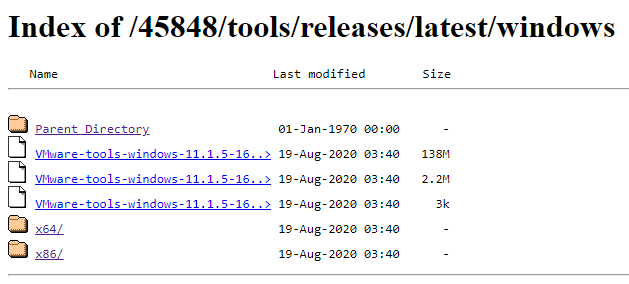 Index of /45848/tools/releases/latest/windows
Name Last modified Size
Parent Directory 01-Jan-1970 00:00 -
VMware-tools-windows-11.1.5-16..> 19-Aug-2020 03:40 138M
VMware-tools-windows-11.1.5-16..> 19-Aug-2020 03:40 2.2M
VMware-tools-windows-11.1.5-16..> 19-Aug-2020 03:40 3k
x64/ 19-Aug-2020 03:40 -
x86/ 19-Aug-2020 03:40 -